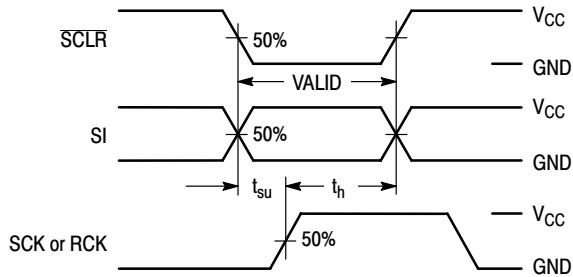 V_CC
SCLR 50%
GND
VALID
V_CC
SI 50%
GND
t_su t_h
V_CC
SCK or RCK 50%
GND